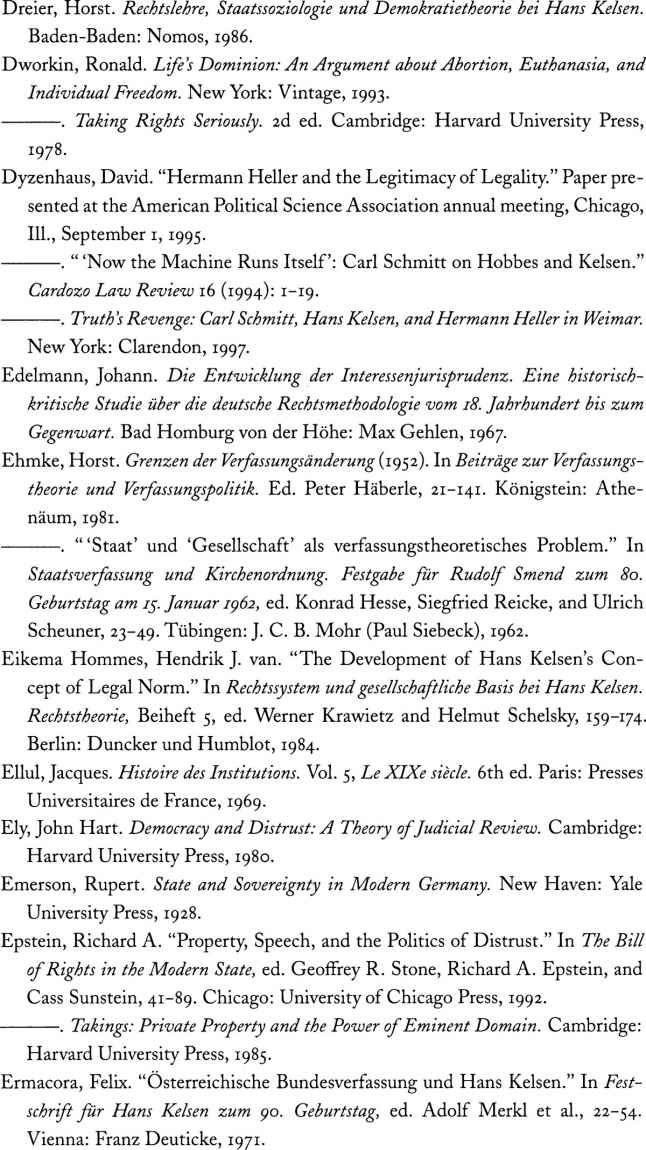 Dreier, Horst. Rechtslehre, Staatssoziologie und Demokratietheorie bei Hans Kelsen.
Baden-Baden: Nomos, 1986.
Dworkin, Ronald. Life's Dominion: An Argument about Abortion, Euthanasia, and
Individual Freedom. New York: Vintage, 1993.
———. Taking Rights Seriously. 2d ed. Cambridge: Harvard University Press,
1978.
Dyzenhaus, David. “Hermann Heller and the Legitimacy of Legality.” Paper pre-
sented at the American Political Science Association annual meeting, Chicago,
Ill., September 1, 1995.
———. “ ‘Now the Machine Runs Itself’: Carl Schmitt on Hobbes and Kelsen.”
Cardozo Law Review 16 (1994): 1–19.
———. Truth's Revenge: Carl Schmitt, Hans Kelsen, and Hermann Heller in Weimar.
New York: Clarendon, 1997.
Edelmann, Johann. Die Entwicklung der Interessenjurisprudenz. Eine historisch-
kritische Studie über die deutsche Rechtsmethodologie vom 18. Jahrhundert bis zum
Gegenwart. Bad Homburg von der Höhe: Max Gehlen, 1967.
Ehmke, Horst. Grenzen der Verfassungsänderung (1952). In Beiträge zur Verfassungs-
theorie und Verfassungspolitik. Ed. Peter Häberle, 21–141. Königstein: Athe-
näum, 1981.
———. “ ‘Staat’ und ‘Gesellschaft’ als verfassungstheoretisches Problem.” In
Staatsverfassung und Kirchenordnung. Festgabe für Rudolf Smend zum 80.
Geburtstag am 15. Januar 1962, ed. Konrad Hesse, Siegfried Reicke, and Ulrich
Scheuner, 23–49. Tübingen: J. C. B. Mohr (Paul Siebeck), 1962.
Eikema Hommes, Hendrik J. van. “The Development of Hans Kelsen's Con-
cept of Legal Norm.” In Rechtssystem und gesellschaftliche Basis bei Hans Kelsen.
Rechtstheorie, Beiheft 5, ed. Werner Krawietz and Helmut Schelsky, 159–174.
Berlin: Duncker und Humblot, 1984.
Ellul, Jacques. Histoire des Institutions. Vol. 5, Le XIXe siècle. 6th ed. Paris: Presses
Universitaires de France, 1969.
Ely, John Hart. Democracy and Distrust: A Theory of Judicial Review. Cambridge:
Harvard University Press, 1980.
Emerson, Rupert. State and Sovereignty in Modern Germany. New Haven: Yale
University Press, 1928.
Epstein, Richard A. “Property, Speech, and the Politics of Distrust.” In The Bill
of Rights in the Modern State, ed. Geoffrey R. Stone, Richard A. Epstein, and
Cass Sunstein, 41–89. Chicago: University of Chicago Press, 1992.
———. Takings: Private Property and the Power of Eminent Domain. Cambridge:
Harvard University Press, 1985.
Ermacora, Felix. “Österreichische Bundesverfassung und Hans Kelsen.” In Fest-
schrift für Hans Kelsen zum 90. Geburtstag, ed. Adolf Merkl et al., 22–54.
Vienna: Franz Deuticke, 1971.